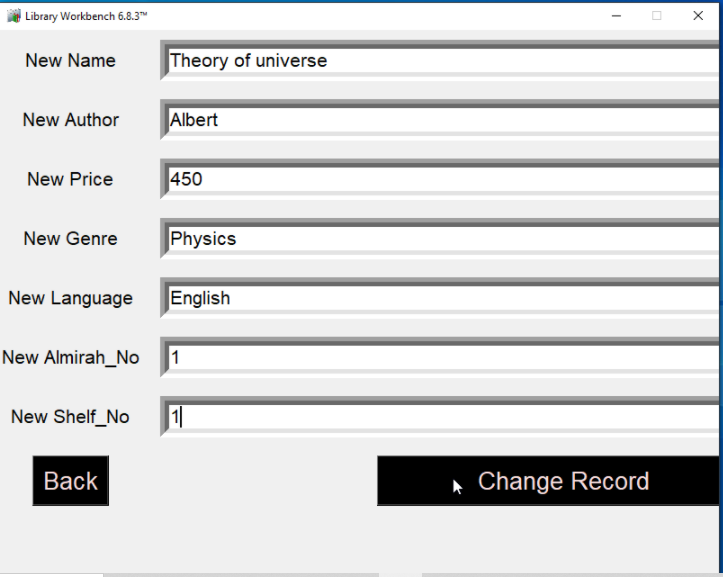 Library Workbench 6.8.3™
New Name Theory of universe
New Author Albert
New Price 450
New Genre Physics
New Language English
New Almirah_No 1
New Shelf_No 1
Back Change Record